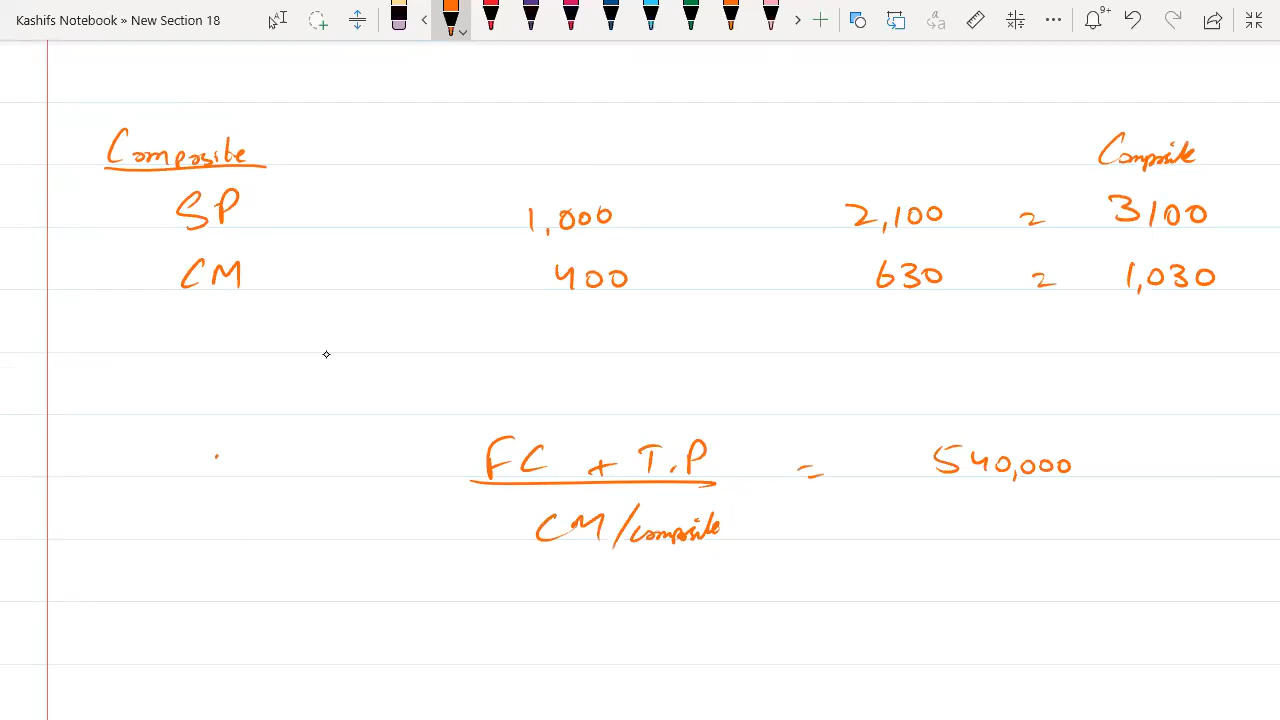 Kashifs Notebook » New Section 18
9+
Composite Composite
SP 1,000 2,100 = 3100
CM 400 630 = 1,030
FC + T.P = 540,000
CM/composite